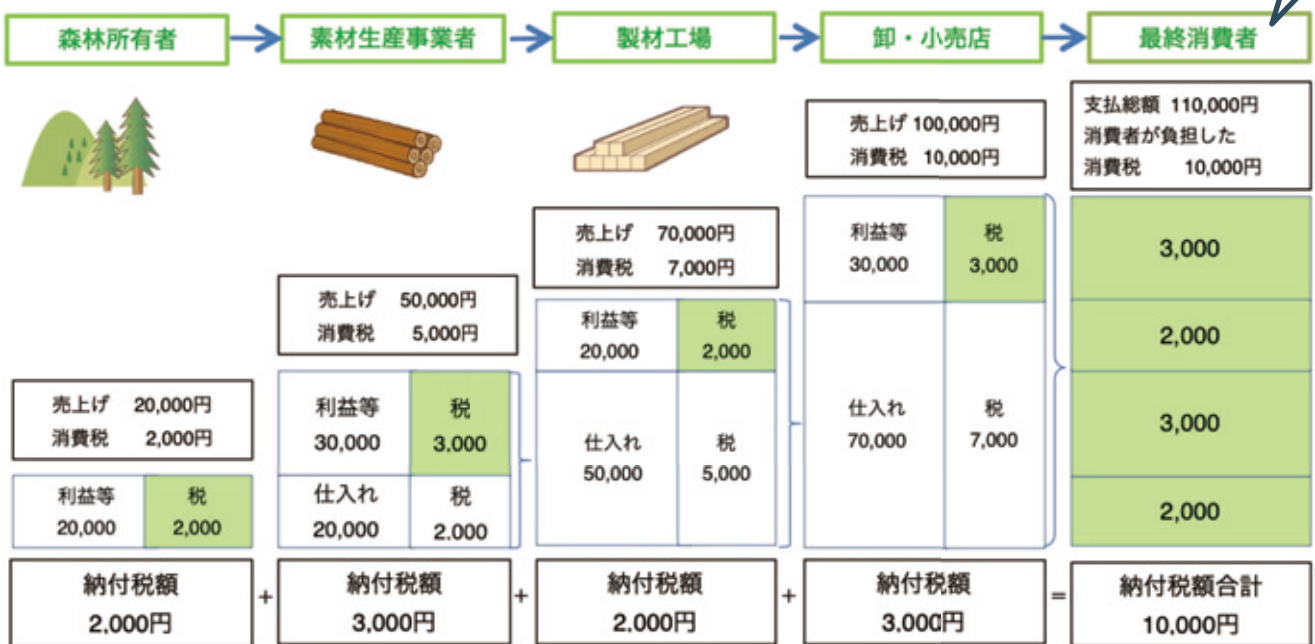 森林所有者
素材生産事業者
製材工場
卸・小売店
最終消費者
売上げ 20,000円
消費税 2,000円
利益等
20,000
税
2,000
納付税額
2,000円
+
売上げ 50,000円
消費税 5,000円
利益等
30,000
税
3.000
仕入れ
20,000
税
2.000
納付税額
3,000円
+
売上げ 70,000円
消費税 7,000円
利益等
20,000
税
2,000
仕入れ
50,000
税
5,000
納付税額
2,000円
+
売上げ 100,000円
消費税 10,000円
利益等
30,000
税
3,000
仕入れ
70,000
税
7,000
納付税額
3,000円
=
支払総額 110,000円
消費者が負担した
消費税 10,000円
3,000
2,000
3,000
2,000
納付税額合計
10,000円